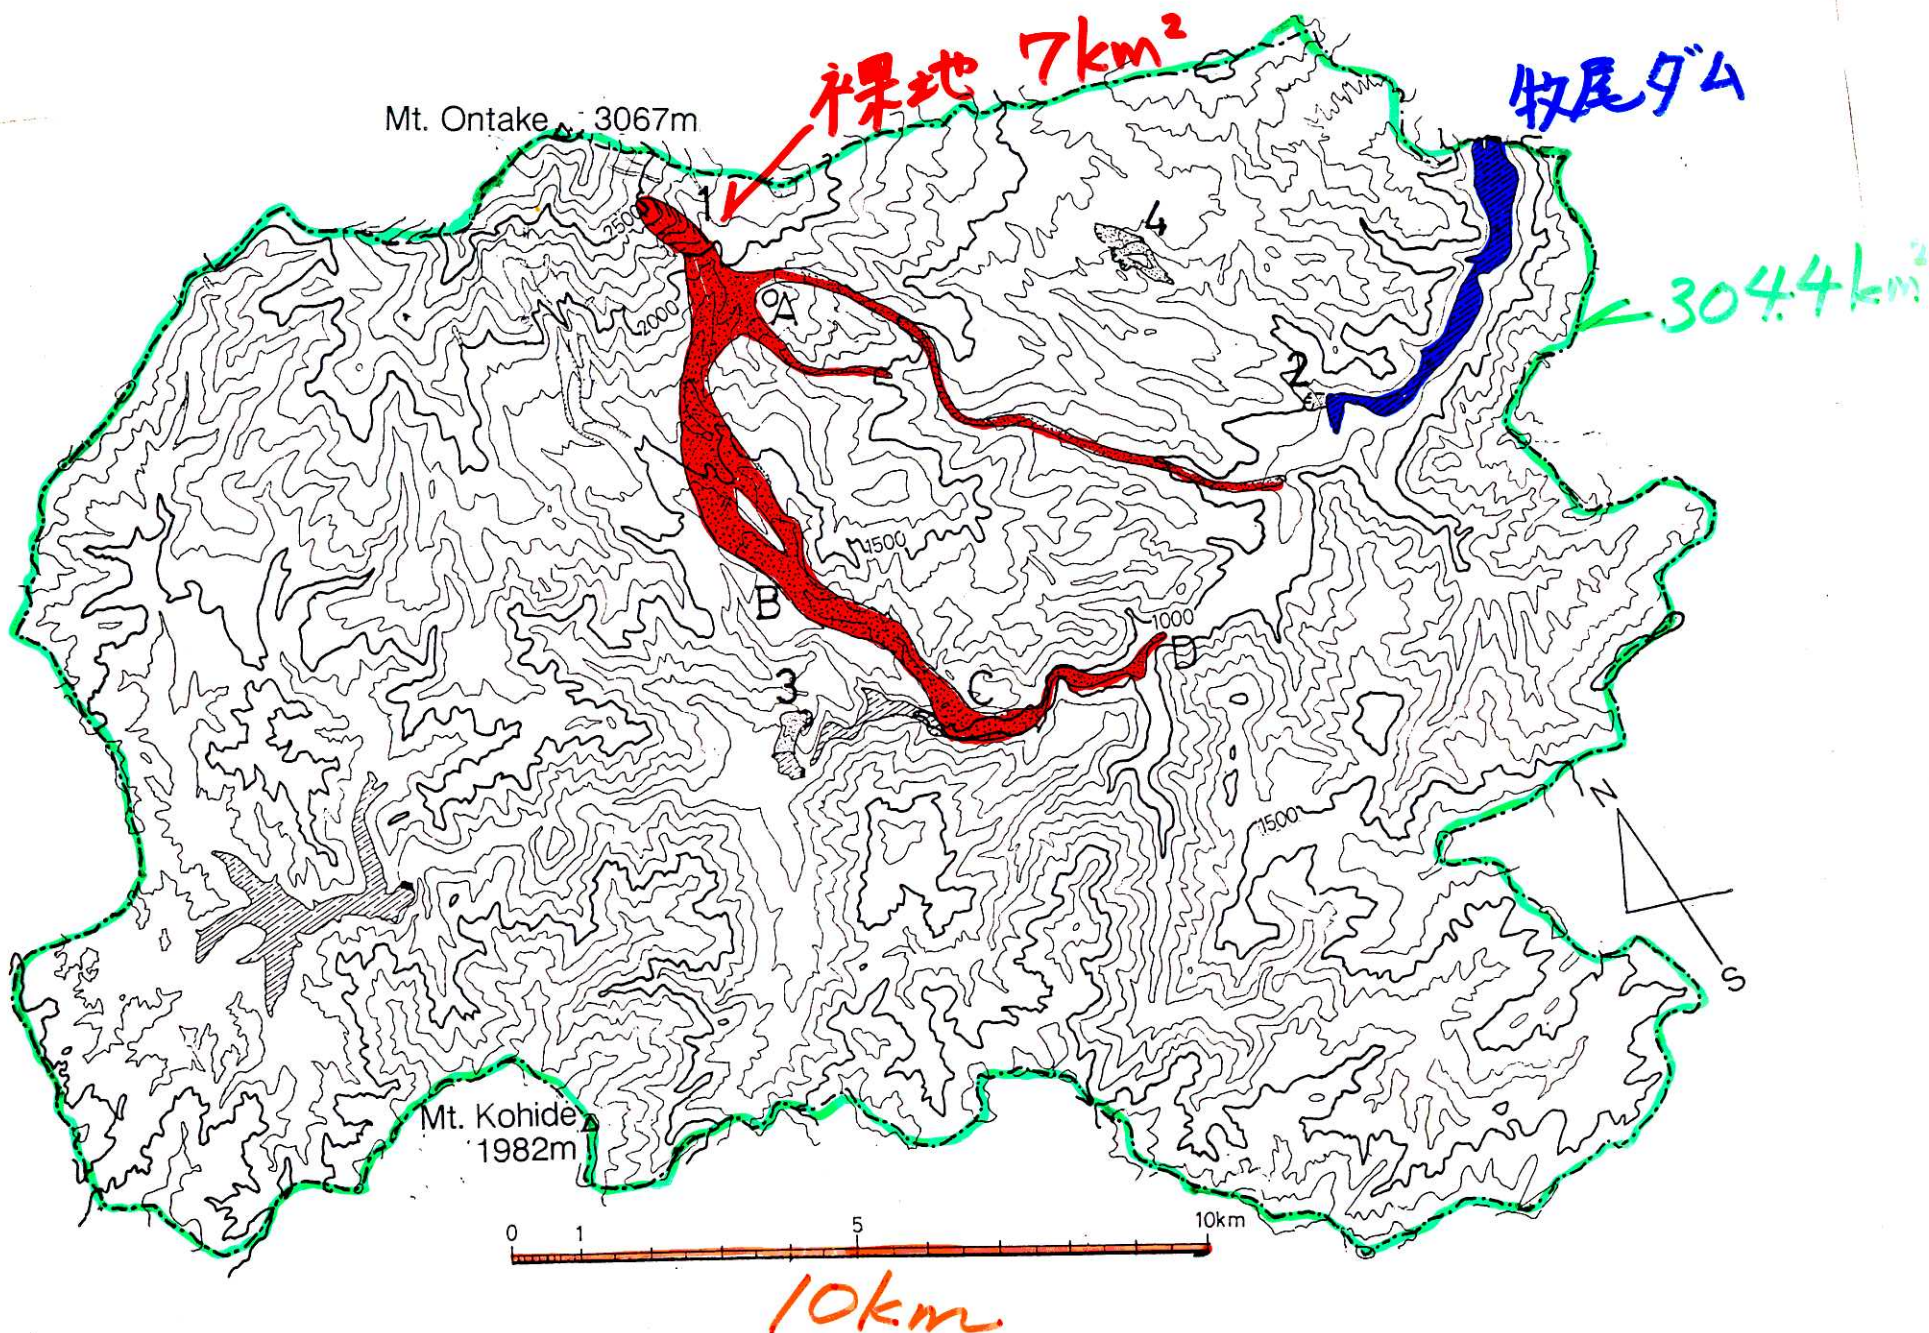 裸地 7km²
牧尾ダム
Mt. Ontake 3067m
1
2500
4
A
2000
304.4km²
2
1500
B
1000
D
3
C
N
1500
S
Mt. Kohide
1982m
0 1 5 10km
10km